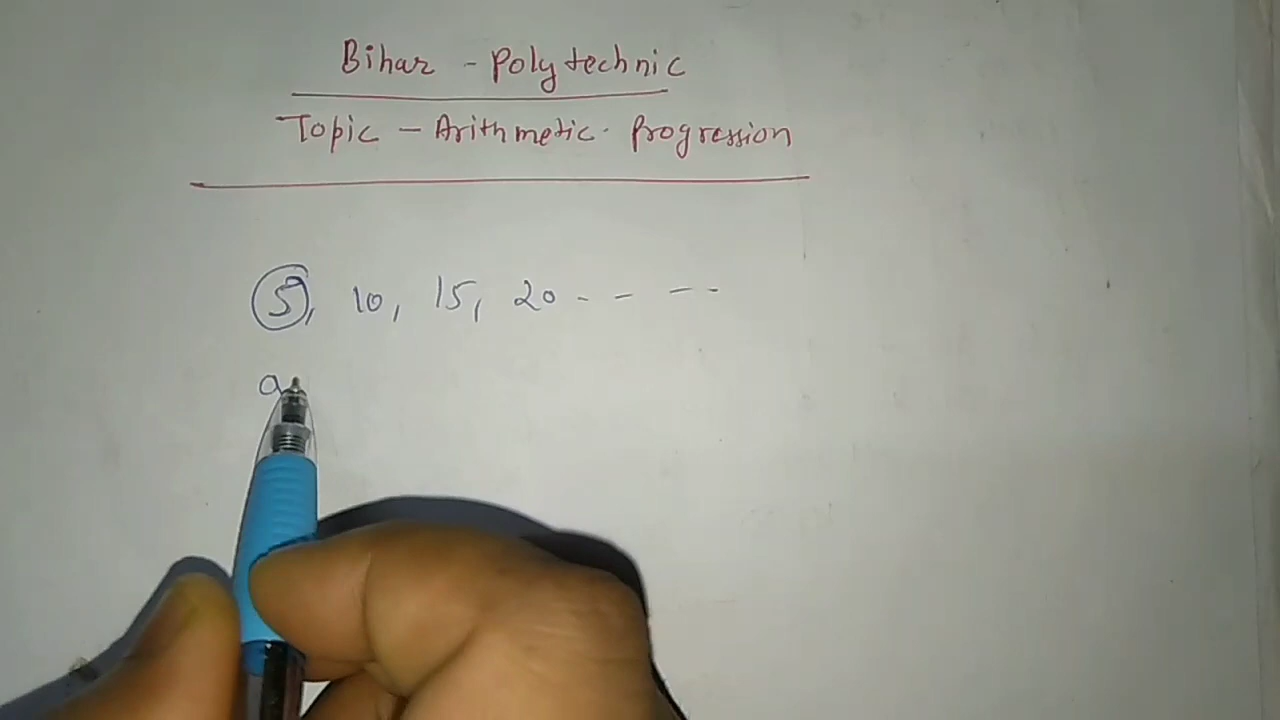 Bihar - Polytechnic
Topic - Arithmetic Progression
5, 10, 15, 20 - - - -
a